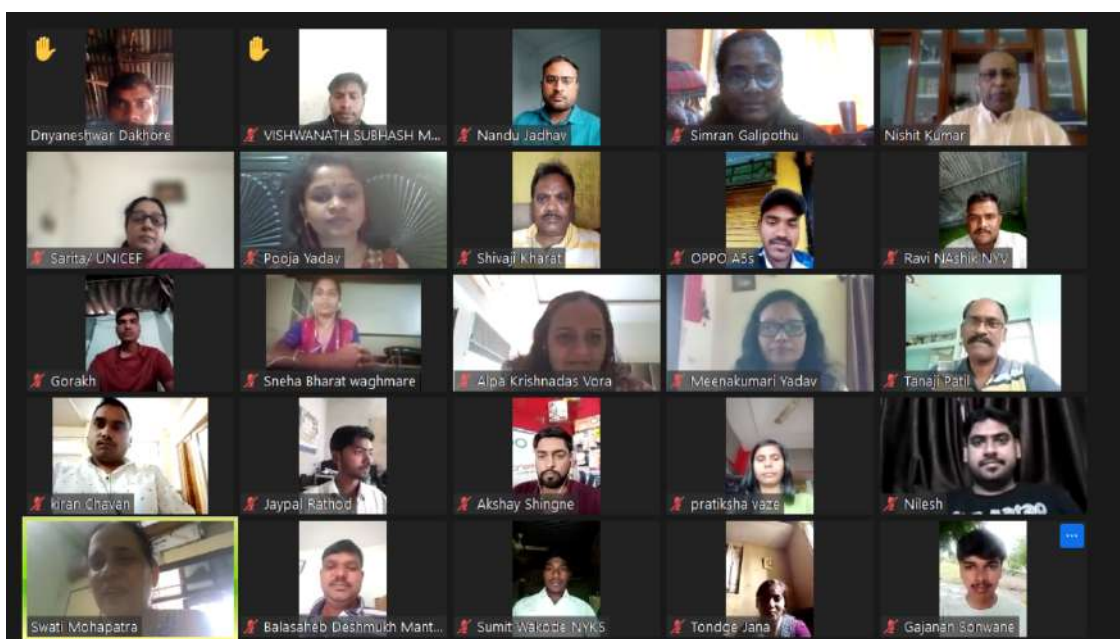 Dnyaneshwar Dakhore
VISHWANATH SUBHASH M...
Nandu Jadhav
Simran Galipothu
Nishit Kumar
Sarita/ UNICEF
Pooja Yadav
Shivaji Kharat
OPPO A5s
Ravi NAshik NYV
Gorakh
Sneha Bharat waghmare
Alpa Krishnadas Vora
Meenakumari Yadav
Tanaji Patil
kiran Chavan
Jaypal Rathod
Akshay Shingne
pratiksha vaze
Nilesh
Swati Mohapatra
Balasaheb Deshmukh Mant...
Sumit Wakode NYKS
Tondge Jana
Gajanan Sonwane